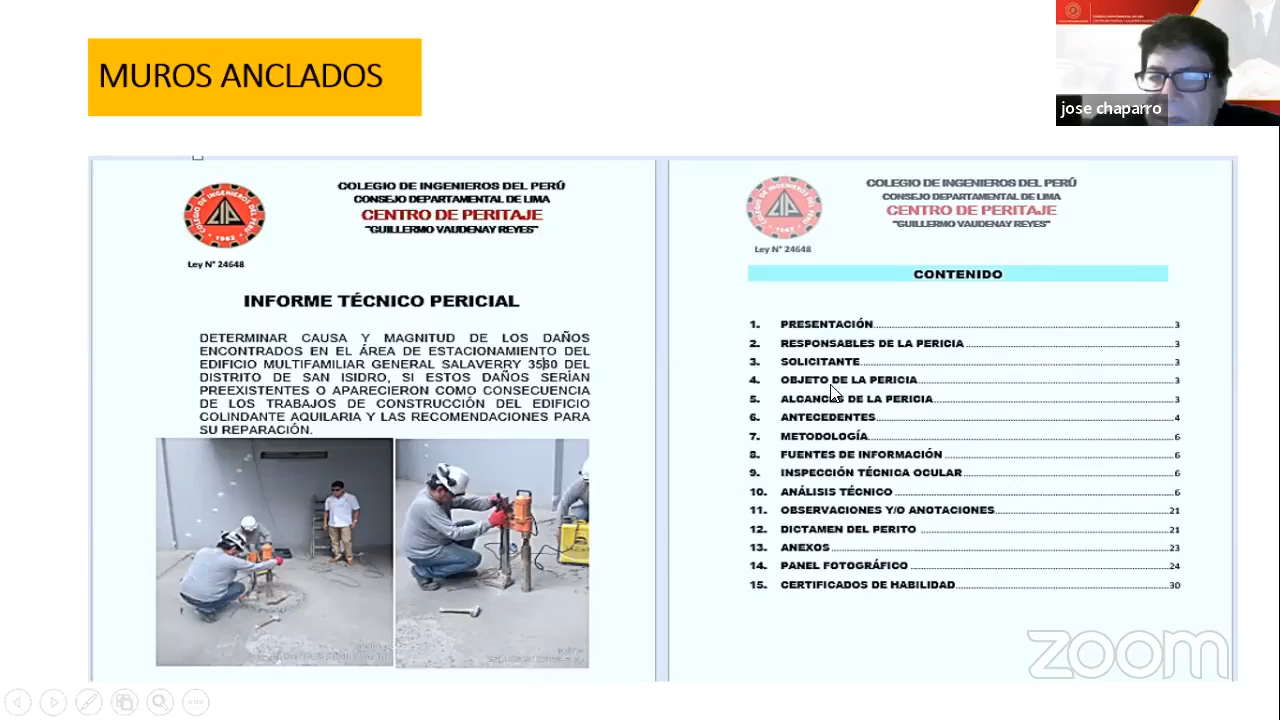 MUROS ANCLADOS
jose chaparro
COLEGIO DE INGENIEROS DEL PERÚ
CONSEJO DEPARTAMENTAL DE LIMA
CENTRO DE PERITAJE
"GUILLERMO VAUDENAY REYES"
Ley N° 24648
INFORME TÉCNICO PERICIAL
DETERMINAR CAUSA Y MAGNITUD DE LOS DAÑOS
ENCONTRADOS EN EL ÁREA DE ESTACIONAMIENTO DEL
EDIFICIO MULTIFAMILIAR GENERAL SALAVERRY 3560 DEL
DISTRITO DE SAN ISIDRO, SI ESTOS DAÑOS SERÍAN
PREEXISTENTES O APARECIERON COMO CONSECUENCIA
DE LOS TRABAJOS DE CONSTRUCCIÓN DEL EDIFICIO
COLINDANTE AQUILARIA Y LAS RECOMENDACIONES PARA
SU REPARACIÓN.
COLEGIO DE INGENIEROS DEL PERÚ
CONSEJO DEPARTAMENTAL DE LIMA
CENTRO DE PERITAJE
"GUILLERMO VAUDENAY REYES"
Ley N° 24648
CONTENIDO
1. PRESENTACIÓN 3
2. RESPONSABLES DE LA PERICIA 3
3. SOLICITANTE 3
4. OBJETO DE LA PERICIA 3
5. ALCANCES DE LA PERICIA 3
6. ANTECEDENTES 4
7. METODOLOGÍA 6
8. FUENTES DE INFORMACIÓN 6
9. INSPECCIÓN TÉCNICA OCULAR 6
10. ANÁLISIS TÉCNICO 6
11. OBSERVACIONES Y/O ANOTACIONES 21
12. DICTAMEN DEL PERITO 21
13. ANEXOS 23
14. PANEL FOTOGRÁFICO 24
15. CERTIFICADOS DE HABILIDAD 30
zoom